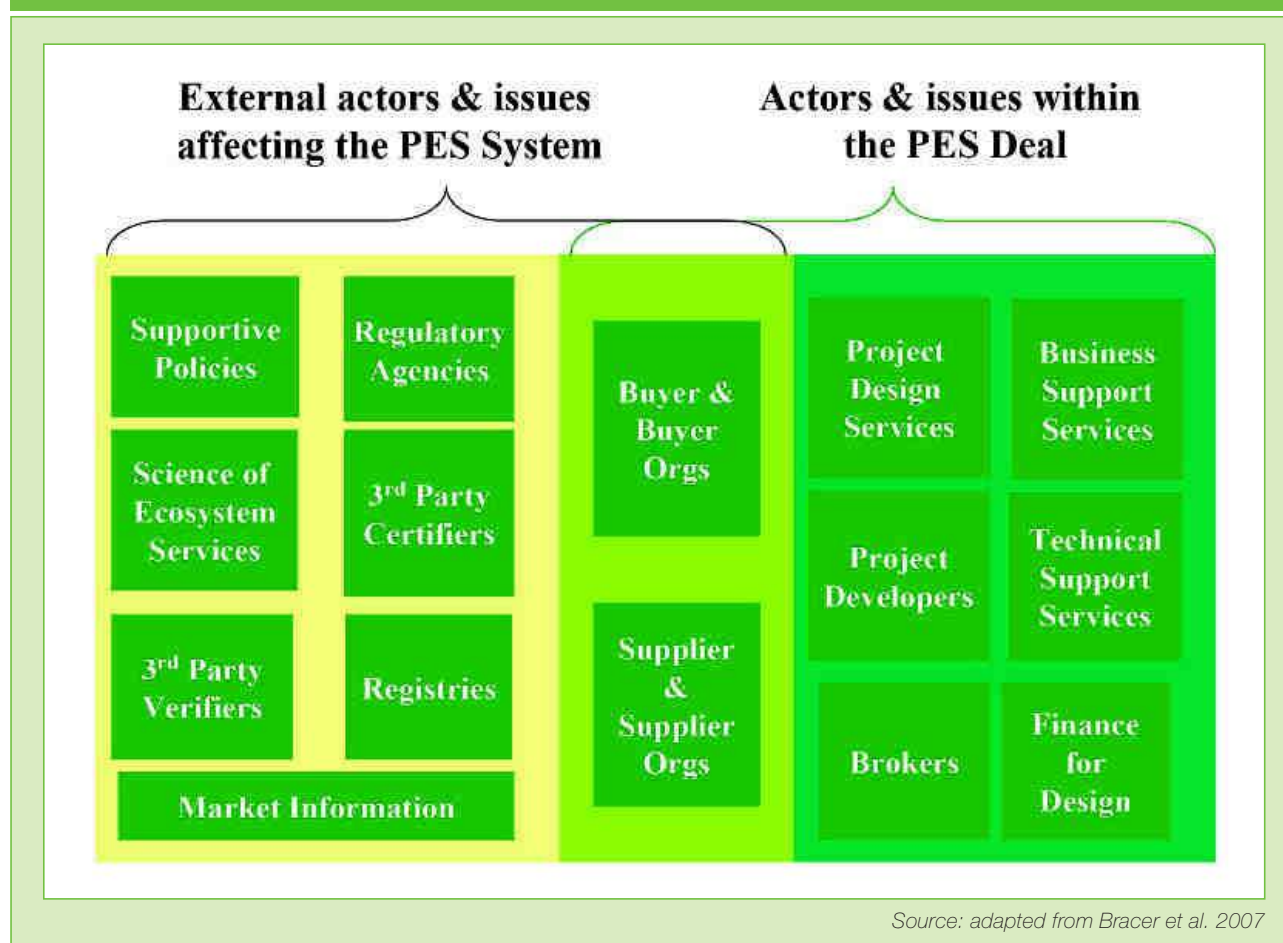 External actors & issues
affecting the PES System
Actors & issues within
the PES Deal
Supportive
Policies
Regulatory
Agencies
Science of
Ecosystem
Services
3rd Party
Certifiers
3rd Party
Verifiers
Registries
Market Information
Buyer &
Buyer
Orgs
Supplier
&
Supplier
Orgs
Project
Design
Services
Business
Support
Services
Project
Developers
Technical
Support
Services
Brokers
Finance
for
Design
Source: adapted from Bracer et al. 2007